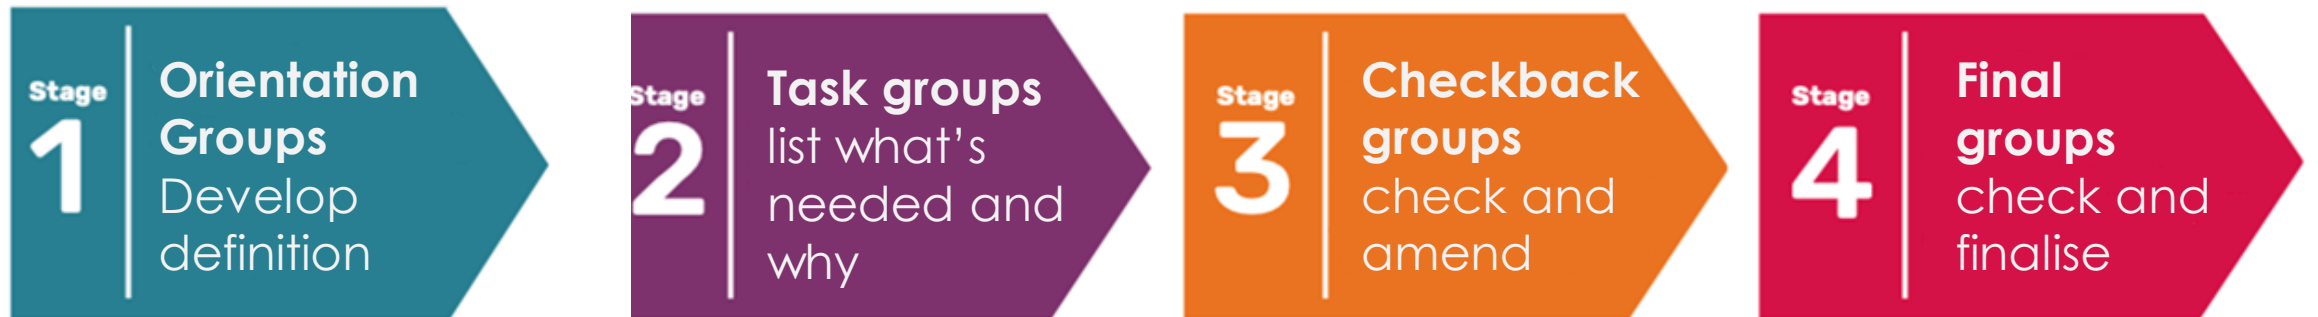 Stage
1
Orientation
Groups
Develop
definition
Stage
2
Task groups
list what’s
needed and
why
Stage
3
Checkback
groups
check and
amend
Stage
4
Final
groups
check and
finalise